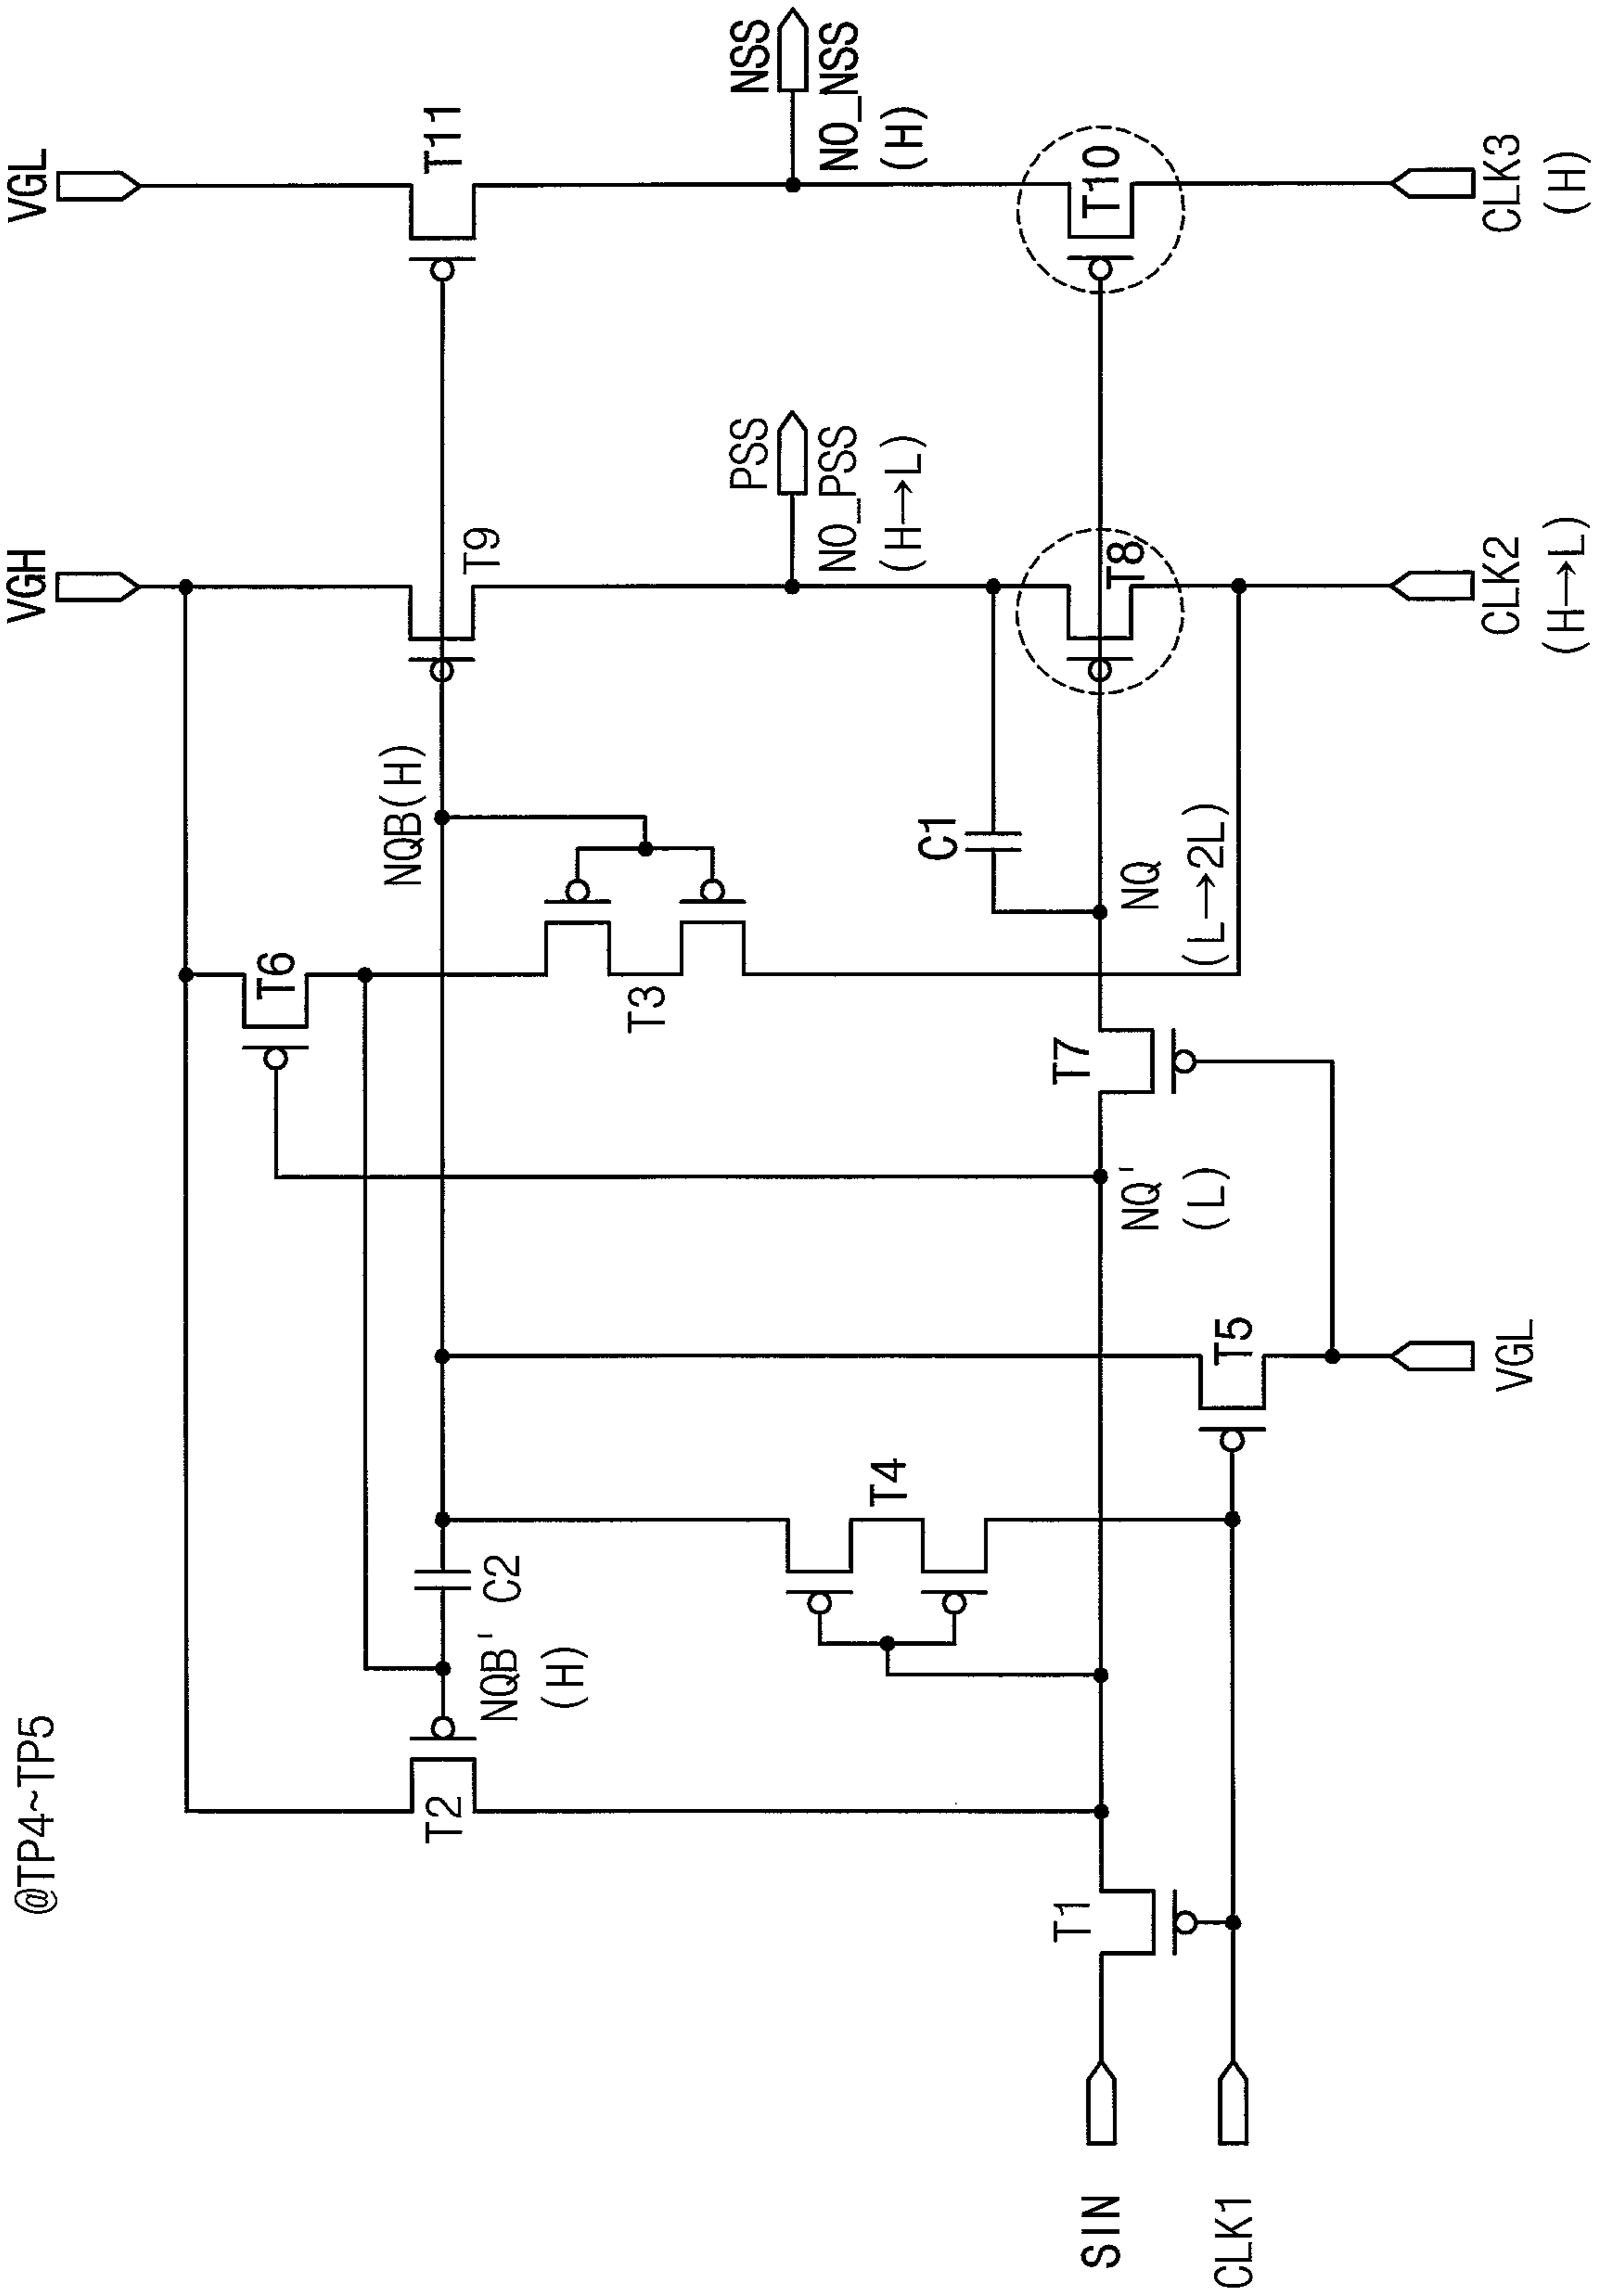 @TP4~TP5
VGH
VGL
T6
T2
NQB'
(H)
C2
NQB(H)
T9
T11
T3
T4
PSS
NO_PSS
(H→L)
NSS
NO_NSS
(H)
C1
T1
T7
T8
T10
NQ'
(L)
NQ
(L→2L)
T5
SIN
CLK1
VGL
CLK2
(H→L)
CLK3
(H)